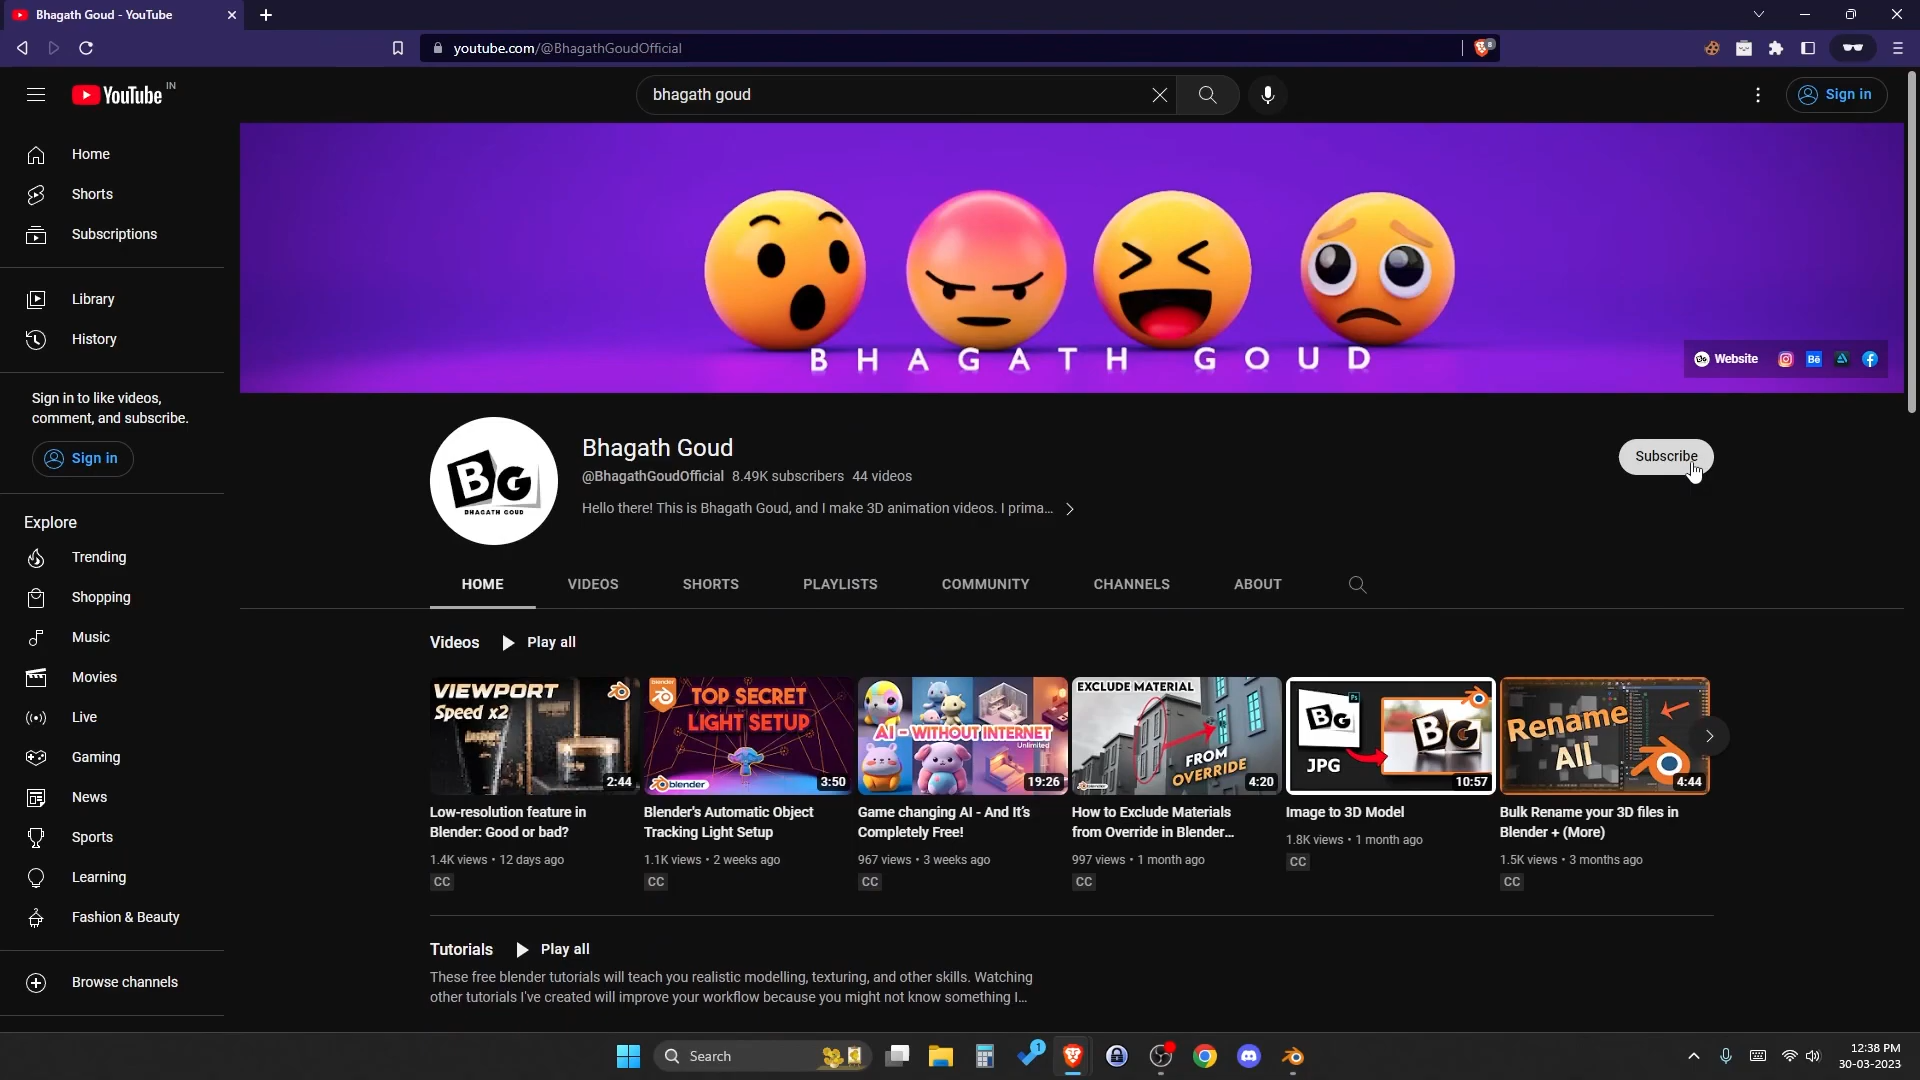 Bhagath Goud - YouTube
youtube.com/@BhagathGoudOfficial
8
YouTube IN
bhagath goud
Sign in
Home
Shorts
Subscriptions
Library
History
Sign in to like videos,
comment, and subscribe.
Sign in
Explore
Trending
Shopping
Music
Movies
Live
Gaming
News
Sports
Learning
Fashion & Beauty
Browse channels
BHAGATH GOUD
Website
Bē
BG
BHAGATH GOUD
Bhagath Goud
@BhagathGoudOfficial 8.49K subscribers 44 videos
Hello there! This is Bhagath Goud, and I make 3D animation videos. I prima...
Subscribe
HOME VIDEOS SHORTS PLAYLISTS COMMUNITY CHANNELS ABOUT
Videos Play all
VIEWPORT
Speed x2
2:44
Low-resolution feature in
Blender: Good or bad?
1.4K views • 12 days ago
CC
blender
TOP SECRET
LIGHT SETUP
blender
3:50
Blender's Automatic Object
Tracking Light Setup
1.1K views • 2 weeks ago
CC
AI - WITHOUT INTERNET
Unlimited
19:26
Game changing AI - And It's
Completely Free!
967 views • 3 weeks ago
CC
EXCLUDE MATERIAL
FROM
OVERRIDE
blender
4:20
How to Exclude Materials
from Override in Blender...
997 views • 1 month ago
CC
BG
Ps
JPG
BG
10:57
Image to 3D Model
1.8K views • 1 month ago
CC
Rename
All
4:44
Bulk Rename your 3D files in
Blender + (More)
1.5K views • 3 months ago
CC
Tutorials Play all
These free blender tutorials will teach you realistic modelling, texturing, and other skills. Watching
other tutorials I've created will improve your workflow because you might not know something I...
Search
1
12:38 PM
30-03-2023